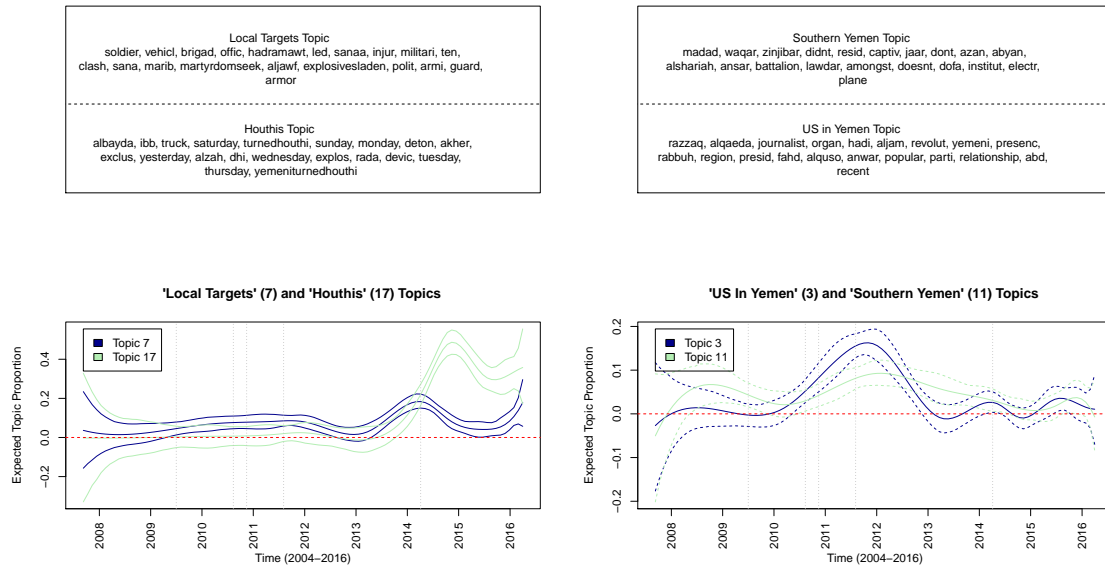 Local Targets Topic
soldier, vehicl, brigad, offic, hadramawt, led, sanaa, injur, militari, ten,
clash, sana, marib, martyrdomseek, aljawf, explosivesladen, polit, armi, guard,
armor
Houthis Topic
albayda, ibb, truck, saturday, turnedhouthi, sunday, monday, deton, akher,
exclus, yesterday, alzah, dhi, wednesday, explos, rada, devic, tuesday,
thursday, yemeniturnedhouthi
Southern Yemen Topic
madad, waqar, zinjibar, didnt, resid, captiv, jaar, dont, azan, abyan,
alshariah, ansar, battalion, lawdar, amongst, doesnt, dofa, institut, electr,
plane
US in Yemen Topic
razzaq, alqaeda, journalist, organ, hadi, aljam, revolut, yemeni, presenc,
rabbuh, region, presid, fahd, alquso, anwar, popular, parti, relationship, abd,
recent
'Local Targets' (7) and 'Houthis' (17) Topics
Topic 7
Topic 17
Expected Topic Proportion
0.4
0.2
0.0
−0.2
2008 2009 2010 2011 2012 2013 2014 2015 2016
Time (2004−2016)
'US In Yemen' (3) and 'Southern Yemen' (11) Topics
Topic 3
Topic 11
Expected Topic Proportion
0.2
0.1
0.0
−0.1
−0.2
2008 2009 2010 2011 2012 2013 2014 2015 2016
Time (2004−2016)